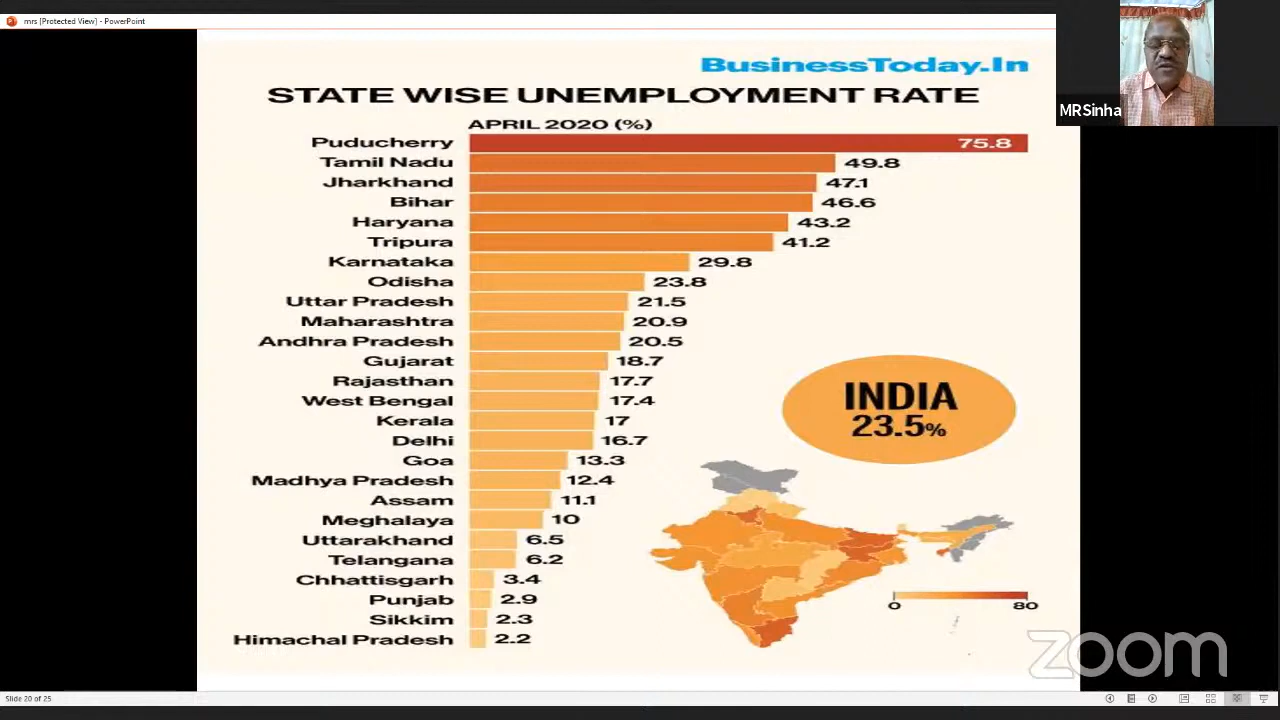 mrs [Protected View] - PowerPoint
MRSinha
BusinessToday.In
STATE WISE UNEMPLOYMENT RATE
APRIL 2020 (%)
Puducherry 75.8
Tamil Nadu 49.8
Jharkhand 47.1
Bihar 46.6
Haryana 43.2
Tripura 41.2
Karnataka 29.8
Odisha 23.8
Uttar Pradesh 21.5
Maharashtra 20.9
Andhra Pradesh 20.5
Gujarat 18.7
Rajasthan 17.7
West Bengal 17.4
Kerala 17
Delhi 16.7
Goa 13.3
Madhya Pradesh 12.4
Assam 11.1
Meghalaya 10
Uttarakhand 6.5
Telangana 6.2
Chhattisgarh 3.4
Punjab 2.9
Sikkim 2.3
Himachal Pradesh 2.2
INDIA
23.5%
0 80
zoom
Slide 20 of 25